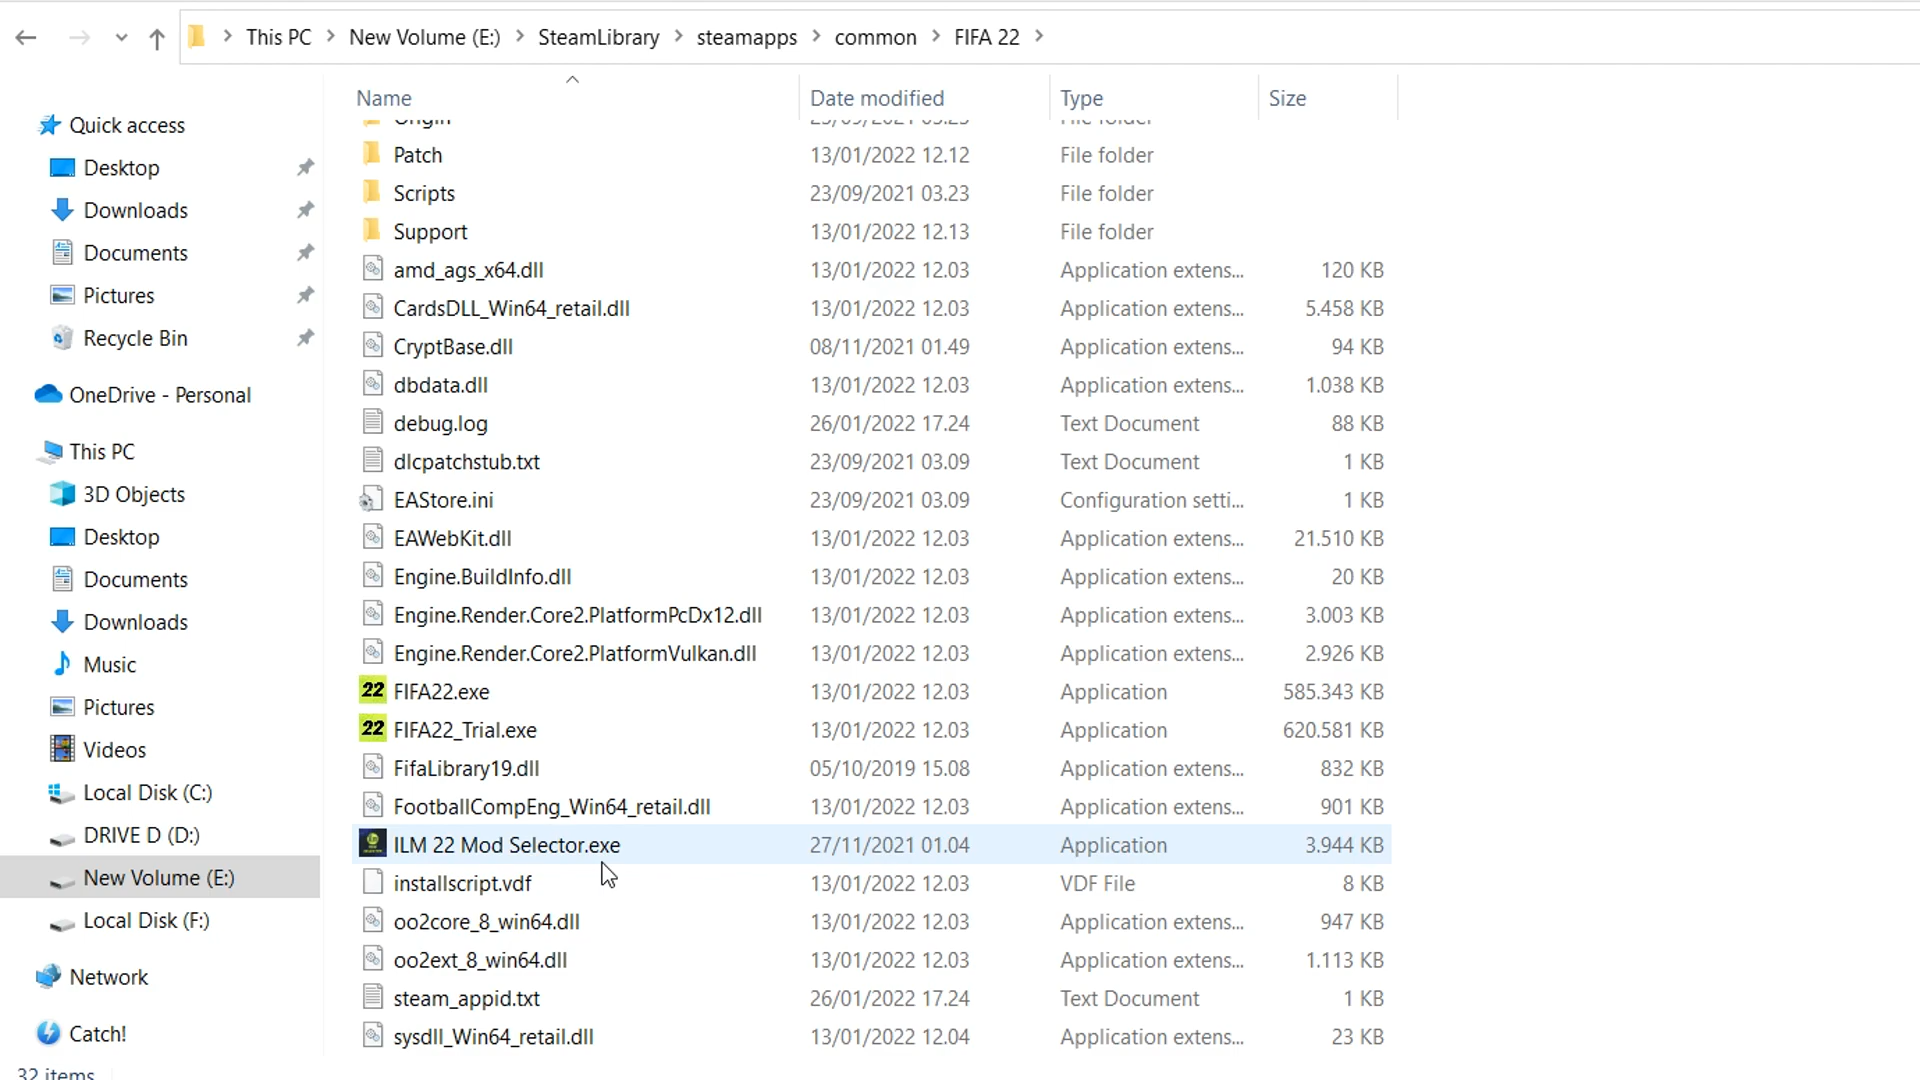 This PC > New Volume (E:) > SteamLibrary > steamapps > common > FIFA 22 >
Name Date modified Type Size
Origin 23/09/2021 03.23 File folder
Patch 13/01/2022 12.12 File folder
Scripts 23/09/2021 03.23 File folder
Support 13/01/2022 12.13 File folder
amd_ags_x64.dll 13/01/2022 12.03 Application extens... 120 KB
CardsDLL_Win64_retail.dll 13/01/2022 12.03 Application extens... 5.458 KB
CryptBase.dll 08/11/2021 01.49 Application extens... 94 KB
dbdata.dll 13/01/2022 12.03 Application extens... 1.038 KB
debug.log 26/01/2022 17.24 Text Document 88 KB
dlcpatchstub.txt 23/09/2021 03.09 Text Document 1 KB
EAStore.ini 23/09/2021 03.09 Configuration setti... 1 KB
EAWebKit.dll 13/01/2022 12.03 Application extens... 21.510 KB
Engine.BuildInfo.dll 13/01/2022 12.03 Application extens... 20 KB
Engine.Render.Core2.PlatformPcDx12.dll 13/01/2022 12.03 Application extens... 3.003 KB
Engine.Render.Core2.PlatformVulkan.dll 13/01/2022 12.03 Application extens... 2.926 KB
22 FIFA22.exe 13/01/2022 12.03 Application 585.343 KB
22 FIFA22_Trial.exe 13/01/2022 12.03 Application 620.581 KB
FifaLibrary19.dll 05/10/2019 15.08 Application extens... 832 KB
FootballCompEng_Win64_retail.dll 13/01/2022 12.03 Application extens... 901 KB
ILM 22 Mod Selector.exe 27/11/2021 01.04 Application 3.944 KB
installscript.vdf 13/01/2022 12.03 VDF File 8 KB
oo2core_8_win64.dll 13/01/2022 12.03 Application extens... 947 KB
oo2ext_8_win64.dll 13/01/2022 12.03 Application extens... 1.113 KB
steam_appid.txt 26/01/2022 17.24 Text Document 1 KB
sysdll_Win64_retail.dll 13/01/2022 12.04 Application extens... 23 KB
Quick access
Desktop
Downloads
Documents
Pictures
Recycle Bin
OneDrive - Personal
This PC
3D Objects
Desktop
Documents
Downloads
Music
Pictures
Videos
Local Disk (C:)
DRIVE D (D:)
New Volume (E:)
Local Disk (F:)
Network
Catch!
32 items